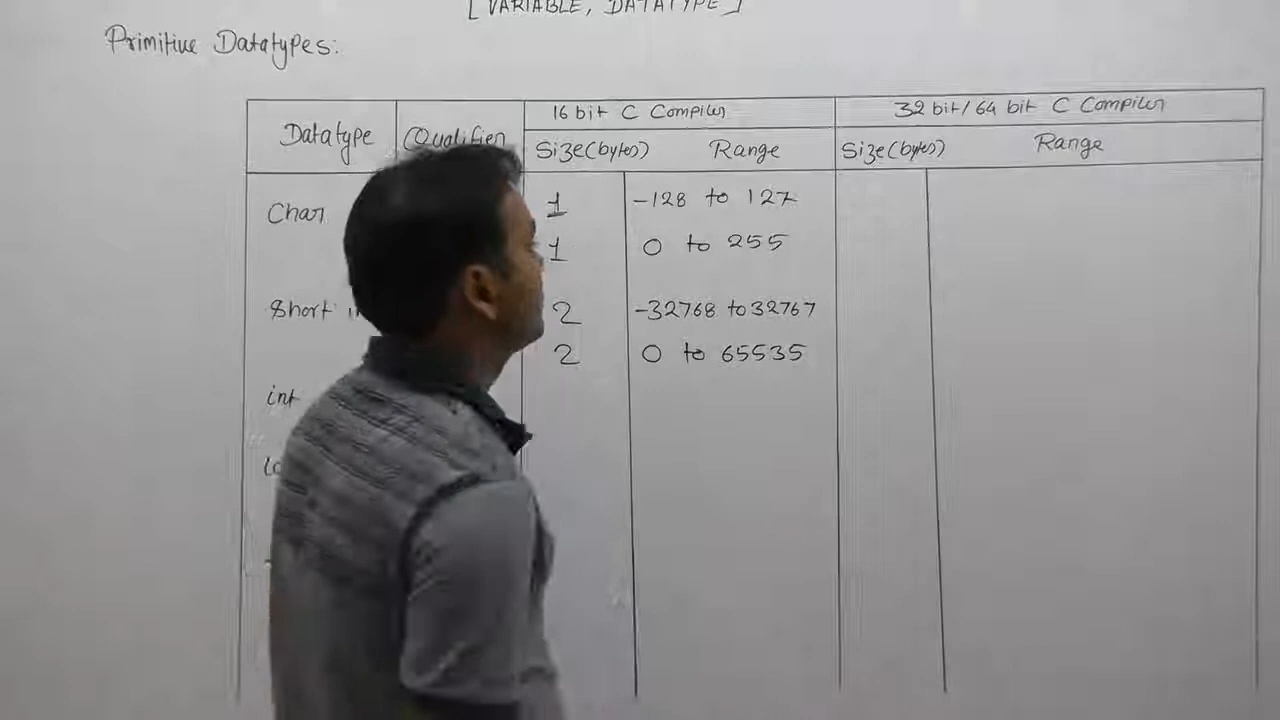 [VARIABLE, DATATYPE]
Primitive Datatypes:
Datatype Qualifier 16 bit C Compiler 32 bit/64 bit C Compiler
Size(bytes) Range Size(bytes) Range
Char 1 -128 to 127
1 0 to 255
Short 2 -32768 to 32767
2 0 to 65535
int